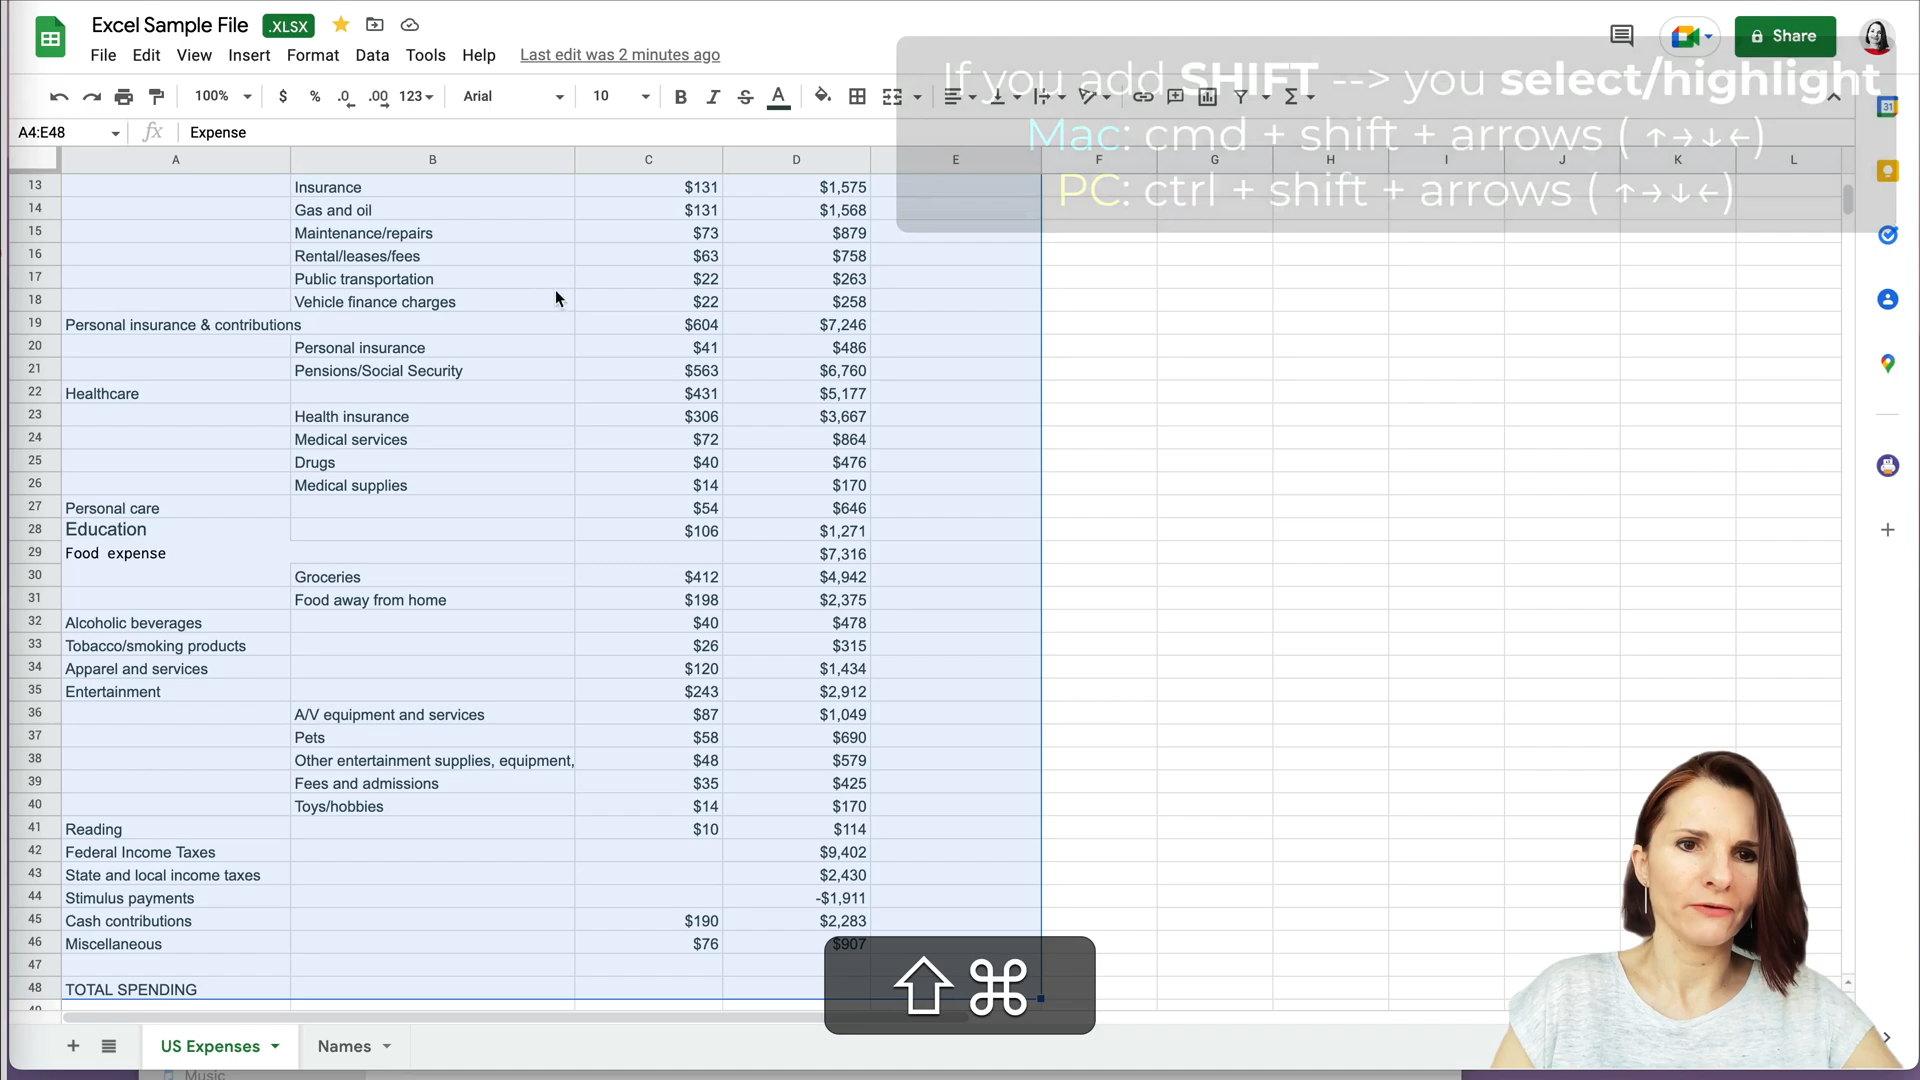 Excel Sample File .XLSX
File Edit View Insert Format Data Tools Help Last edit was 2 minutes ago
Share
If you add SHIFT --> you select/highlight
Mac: cmd + shift + arrows (↑→↓←)
PC: ctrl + shift + arrows (↑→↓←)
100% $ % .0 .00 123 Arial 10 B I S A Σ
31
A4:E48 fx Expense
A B C D E F G H I J K L
13 Insurance $131 $1,575
14 Gas and oil $131 $1,568
15 Maintenance/repairs $73 $879
16 Rental/leases/fees $63 $758
17 Public transportation $22 $263
18 Vehicle finance charges $22 $258
19 Personal insurance & contributions $604 $7,246
20 Personal insurance $41 $486
21 Pensions/Social Security $563 $6,760
22 Healthcare $431 $5,177
23 Health insurance $306 $3,667
24 Medical services $72 $864
25 Drugs $40 $476
26 Medical supplies $14 $170
27 Personal care $54 $646
28 Education $106 $1,271
29 Food expense $7,316
30 Groceries $412 $4,942
31 Food away from home $198 $2,375
32 Alcoholic beverages $40 $478
33 Tobacco/smoking products $26 $315
34 Apparel and services $120 $1,434
35 Entertainment $243 $2,912
36 A/V equipment and services $87 $1,049
37 Pets $58 $690
38 Other entertainment supplies, equipment, $48 $579
39 Fees and admissions $35 $425
40 Toys/hobbies $14 $170
41 Reading $10 $114
42 Federal Income Taxes $9,402
43 State and local income taxes $2,430
44 Stimulus payments -$1,911
45 Cash contributions $190 $2,283
46 Miscellaneous $76 $907
47
48 TOTAL SPENDING
49
⇧ ⌘
US Expenses Names
Music